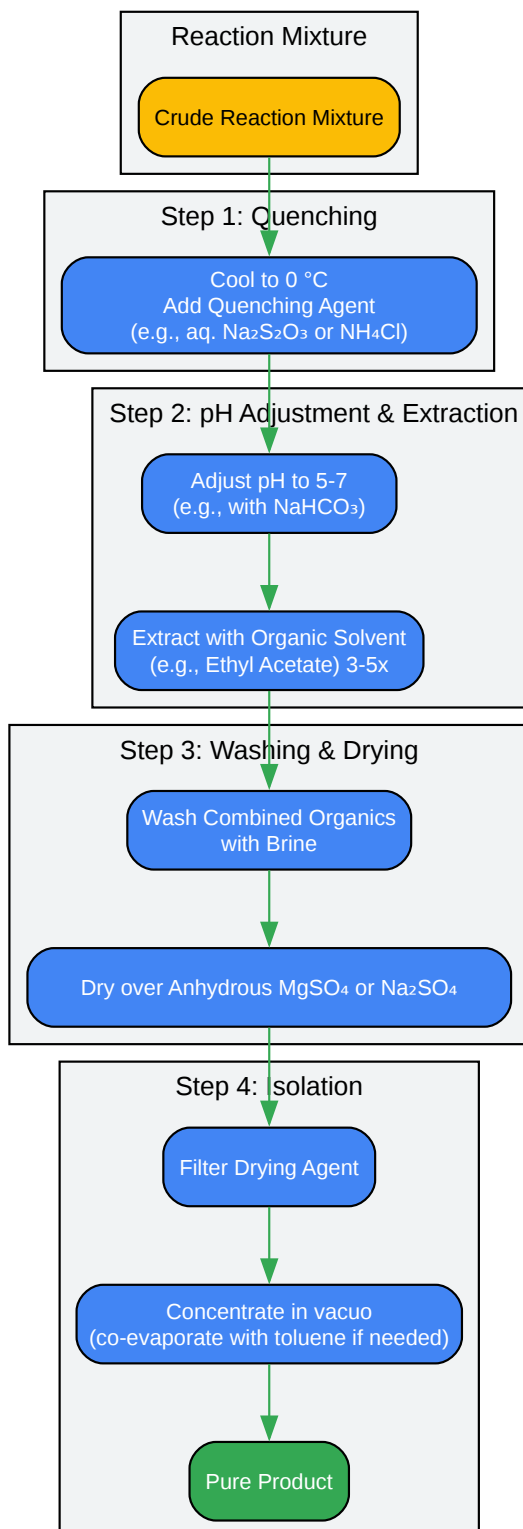 Reaction Mixture
Crude Reaction Mixture
Step 1: Quenching
Cool to 0 °C
Add Quenching Agent
(e.g., aq. Na₂S₂O₃ or NH₄Cl)
Step 2: pH Adjustment & Extraction
Adjust pH to 5-7
(e.g., with NaHCO₃)
Extract with Organic Solvent
(e.g., Ethyl Acetate) 3-5x
Step 3: Washing & Drying
Wash Combined Organics
with Brine
Dry over Anhydrous MgSO₄ or Na₂SO₄
Step 4: Isolation
Filter Drying Agent
Concentrate in vacuo
(co-evaporate with toluene if needed)
Pure Product